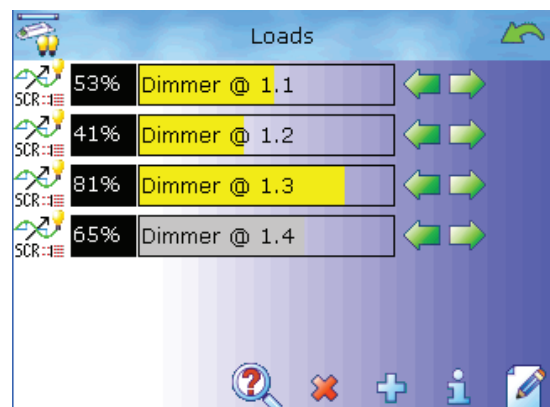 Loads
SCR 53% Dimmer @ 1.1
SCR 41% Dimmer @ 1.2
SCR 81% Dimmer @ 1.3
SCR 65% Dimmer @ 1.4